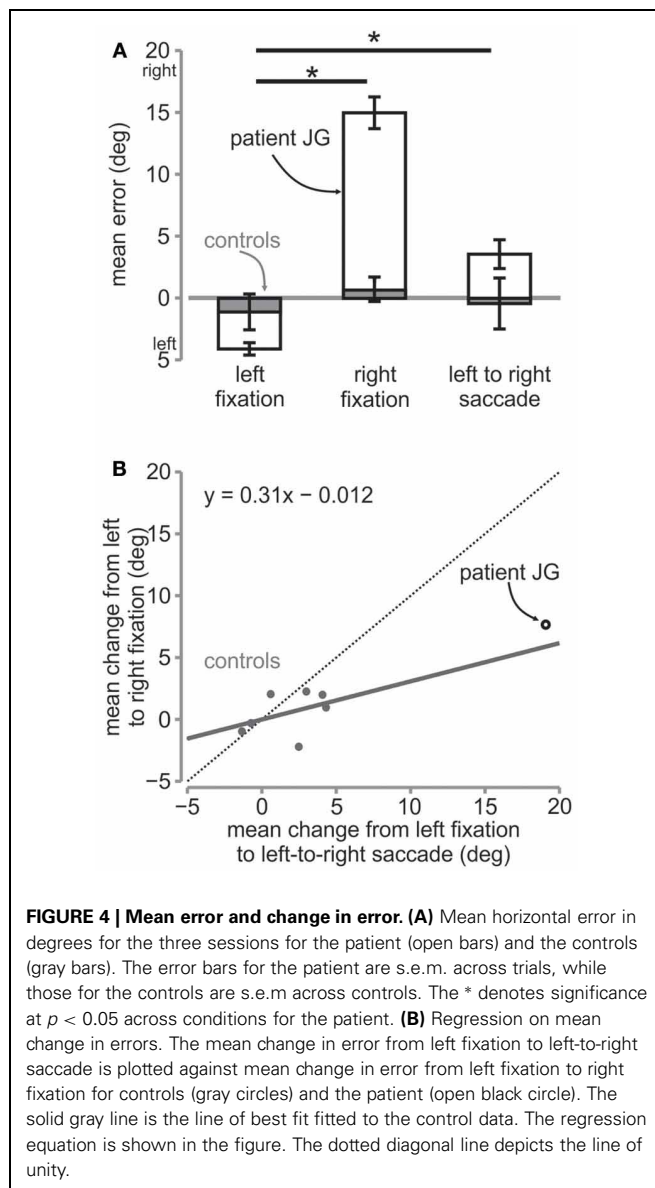 A
20
right
15
10
5
0
left
5
mean error (deg)
*
*
patient JG
controls
left
fixation
right
fixation
left to right
saccade
B
20
15
10
5
0
−5
mean change from left
to right fixation (deg)
y = 0.31x − 0.012
patient JG
controls
−5 0 5 10 15 20
mean change from left fixation
to left-to-right saccade (deg)
FIGURE 4 | Mean error and change in error. (A) Mean horizontal error in
degrees for the three sessions for the patient (open bars) and the controls
(gray bars). The error bars for the patient are s.e.m. across trials, while
those for the controls are s.e.m across controls. The * denotes significance
at p < 0.05 across conditions for the patient. (B) Regression on mean
change in errors. The mean change in error from left fixation to left-to-right
saccade is plotted against mean change in error from left fixation to right
fixation for controls (gray circles) and the patient (open black circle). The
solid gray line is the line of best fit fitted to the control data. The regression
equation is shown in the figure. The dotted diagonal line depicts the line of
unity.